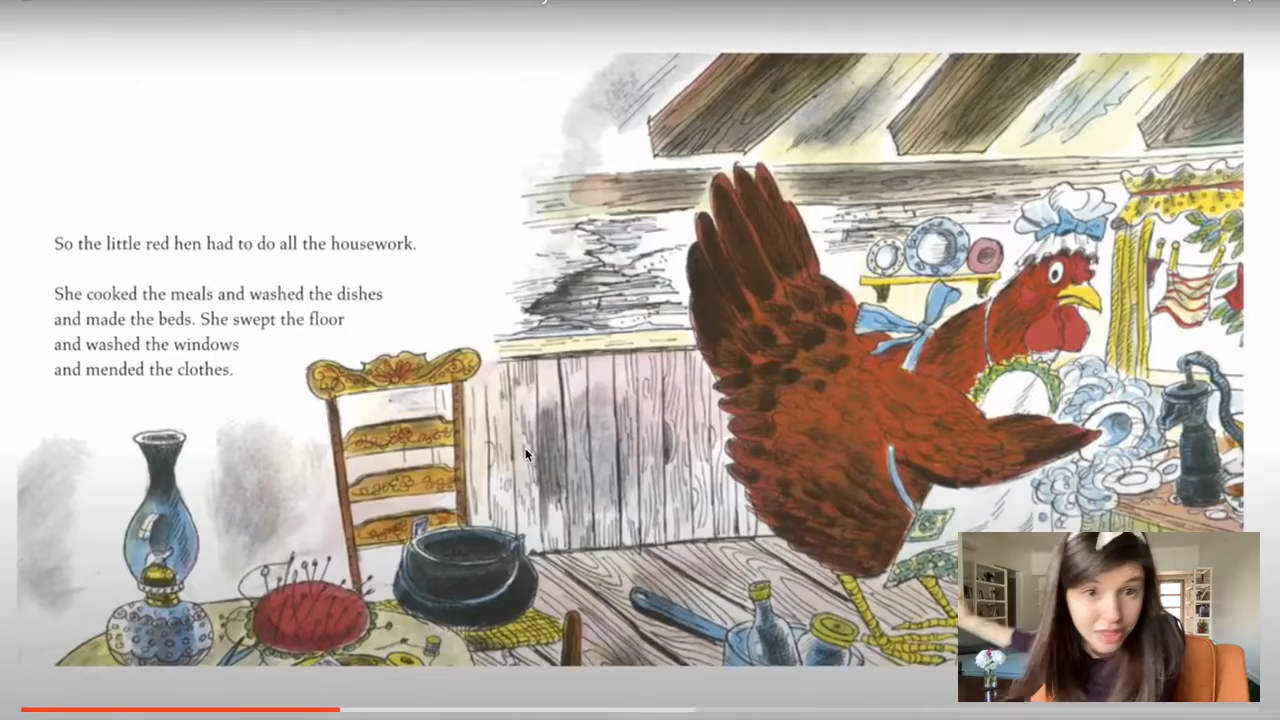 So the little red hen had to do all the housework.
She cooked the meals and washed the dishes
and made the beds. She swept the floor
and washed the windows
and mended the clothes.